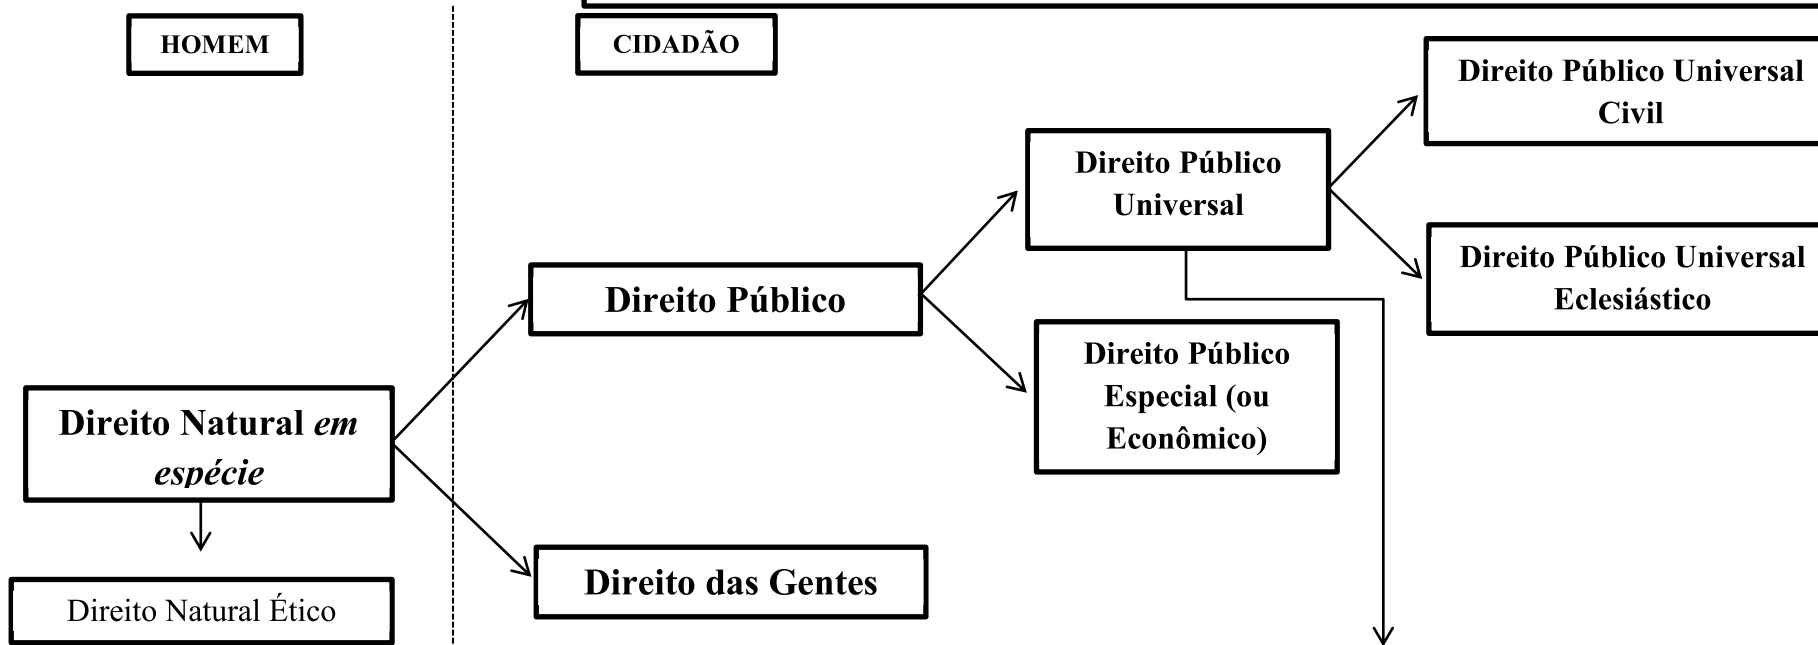 HOMEM
CIDADÃO
Direito Público Universal
Civil
Direito Público
Universal
Direito Público Universal
Eclesiástico
Direito Público
Direito Público
Especial (ou
Econômico)
Direito Natural em
espécie
Direito das Gentes
Direito Natural Ético